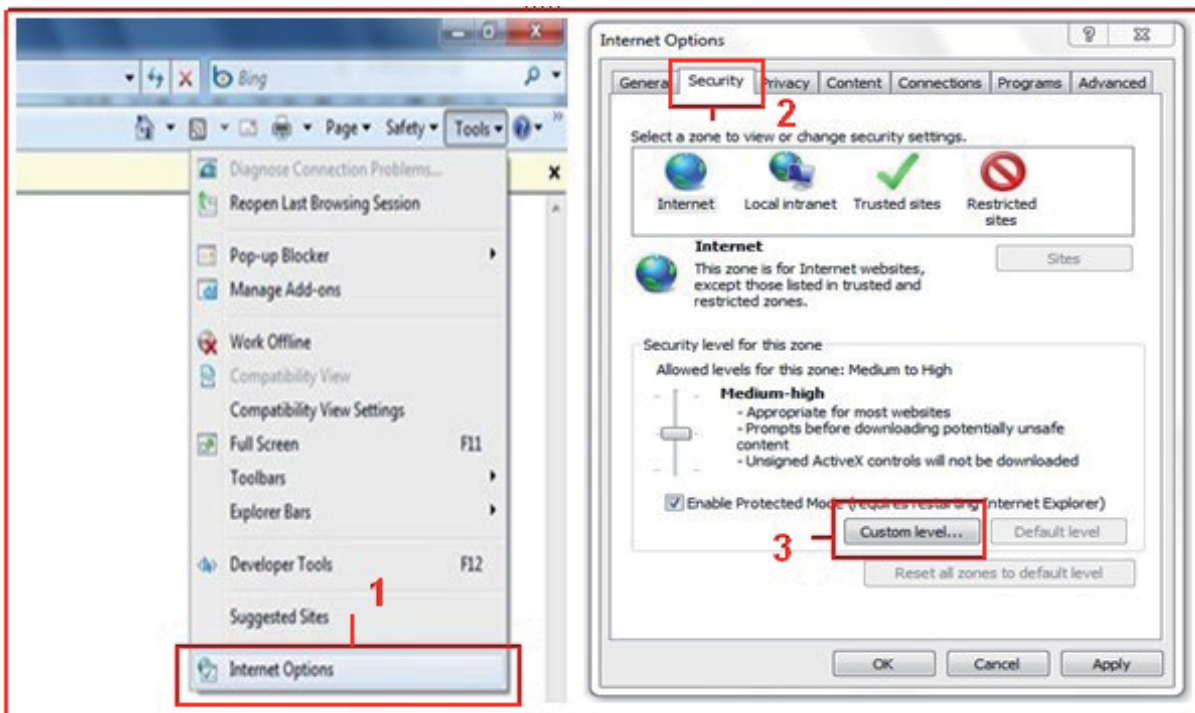 Bing
Page Safety Tools
Diagnose Connection Problems...
Reopen Last Browsing Session
Pop-up Blocker
Manage Add-ons
Work Offline
Compatibility View
Compatibility View Settings
Full Screen F11
Toolbars
Explorer Bars
Developer Tools F12
1
Suggested Sites
Internet Options
Internet Options
General Security Privacy Content Connections Programs Advanced
2
Select a zone to view or change security settings.
Internet Local intranet Trusted sites Restricted
sites
Internet
Sites
This zone is for Internet websites,
except those listed in trusted and
restricted zones.
Security level for this zone
Allowed levels for this zone: Medium to High
Medium-high
- Appropriate for most websites
- Prompts before downloading potentially unsafe
content
- Unsigned ActiveX controls will not be downloaded
Enable Protected Mode (requires restarting Internet Explorer)
3
Custom level... Default level
Reset all zones to default level
OK Cancel Apply